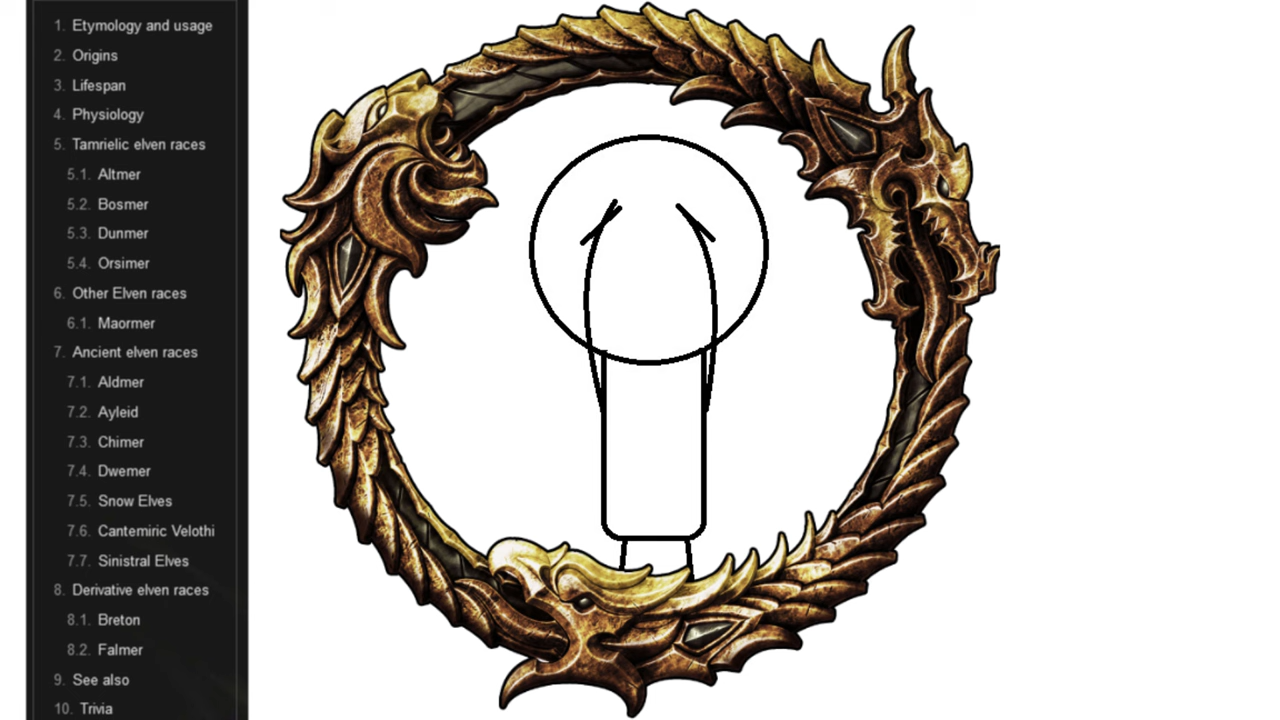 1. Etymology and usage
2. Origins
3. Lifespan
4. Physiology
5. Tamrielic elven races
5.1. Altmer
5.2. Bosmer
5.3. Dunmer
5.4. Orsimer
6. Other Elven races
6.1. Maormer
7. Ancient elven races
7.1. Aldmer
7.2. Ayleid
7.3. Chimer
7.4. Dwemer
7.5. Snow Elves
7.6. Cantemiric Velothi
7.7. Sinistral Elves
8. Derivative elven races
8.1. Breton
8.2. Falmer
9. See also
10. Trivia